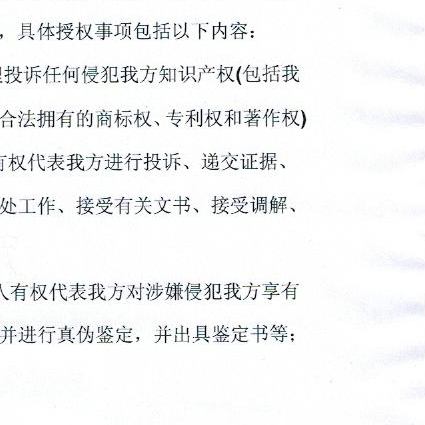 ，具体授权事项包括以下内容：
投诉任何侵犯我方知识产权(包括我
合法拥有的商标权、专利权和著作权)
有权代表我方进行投诉、递交证据、
处工作、接受有关文书、接受调解、
人有权代表我方对涉嫌侵犯我方享有
并进行真伪鉴定，并出具鉴定书等；